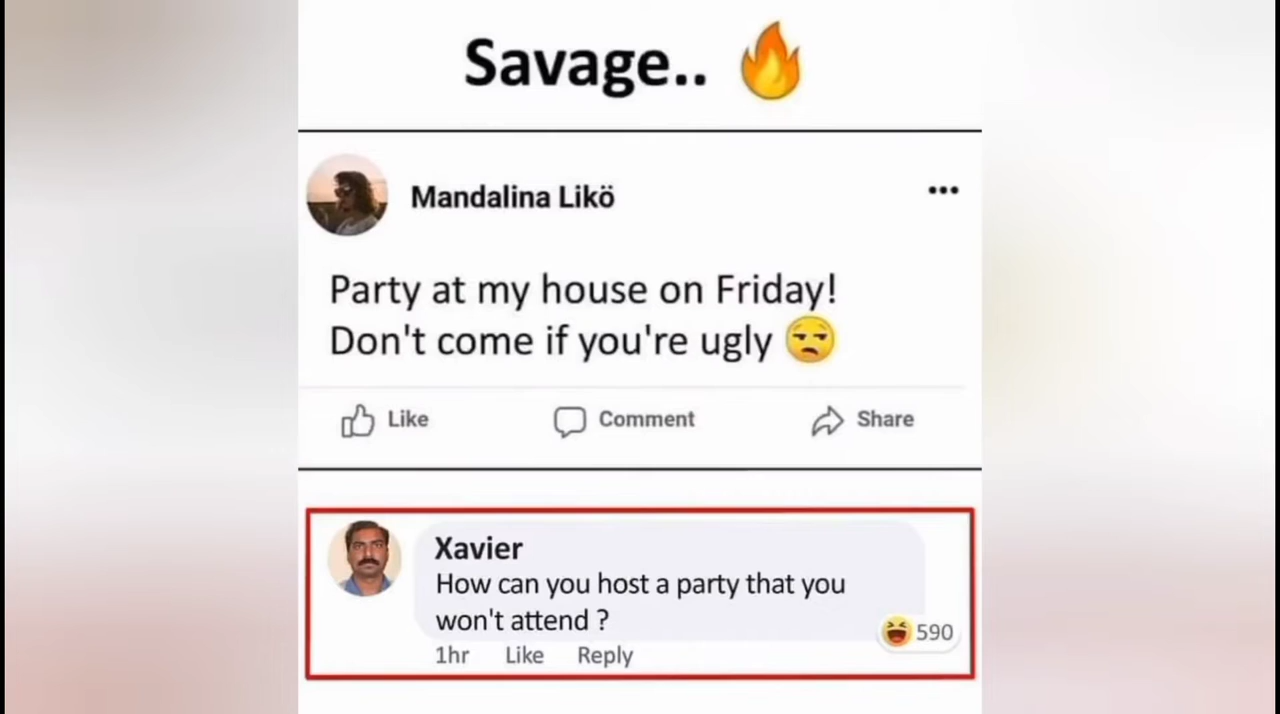 Savage..
Mandalina Likö
Party at my house on Friday!
Don't come if you're ugly
Like Comment Share
Xavier
How can you host a party that you
won't attend ?
590
1hr Like Reply